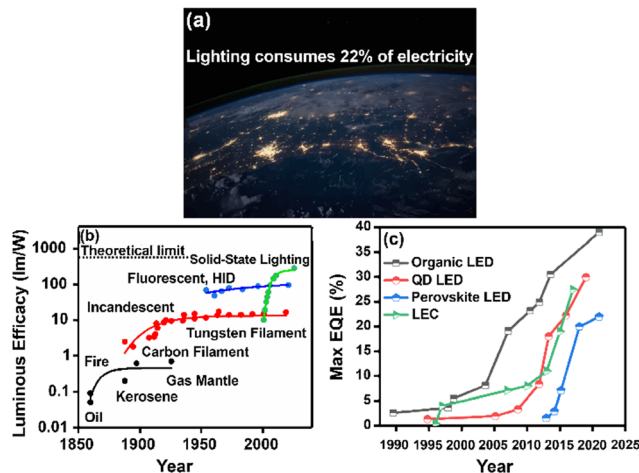 (a)
Lighting consumes 22% of electricity
(b)
Luminous Efficacy (lm/W)
1000
100
10
1
0.1
0.01
Theoretical limit
Solid-State Lighting
Fluorescent, HID
Incandescent
Tungsten Filament
Carbon Filament
Fire
Gas Mantle
Kerosene
Oil
1850
1900
1950
2000
Year
(c)
Max EQE (%)
40
35
30
25
20
15
10
5
0
Organic LED
QD LED
Perovskite LED
LEC
1990
1995
2000
2005
2010
2015
2020
2025
Year